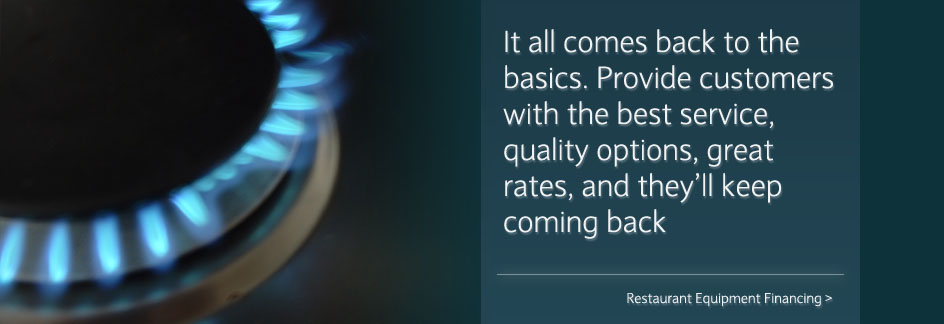 It all comes back to the
basics. Provide customers
with the best service,
quality options, great
rates, and they’ll keep
coming back
Restaurant Equipment Financing >